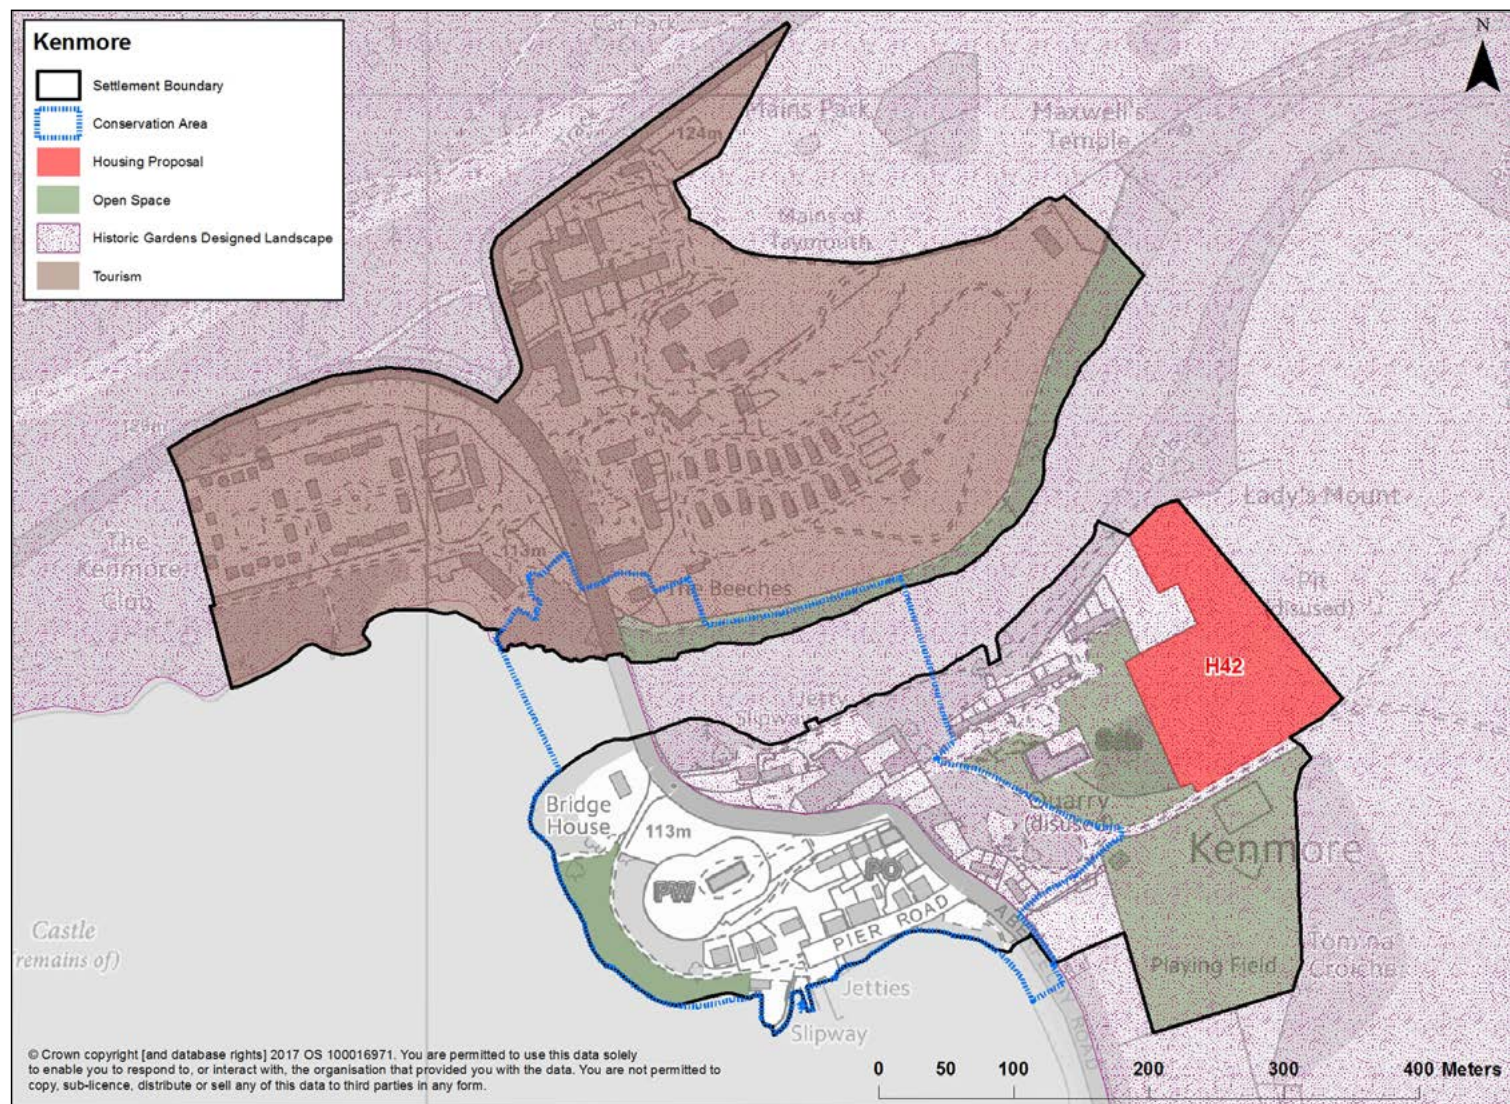 Kenmore
Settlement Boundary
Conservation Area
Housing Proposal
Open Space
Historic Gardens Designed Landscape
Tourism
Car Park
N
124m
Mains Park
Maxwell's
Temple
Mains of
Taymouth
Lady's Mount
The
Kenmore
Club
113m
The Beeches
Pit
(disused)
H42
Jetty
Slipway
Sch
Bridge
House
113m
Quarry
(disused)
Kenmore
PW
PO
PIER ROAD
ABERFELDY ROAD
Castle
(remains of)
Playing Field
Tom na
Croiche
Jetties
Slipway
© Crown copyright [and database rights] 2017 OS 100016971. You are permitted to use this data solely
to enable you to respond to, or interact with, the organisation that provided you with the data. You are not permitted to
copy, sub-licence, distribute or sell any of this data to third parties in any form.
0 50 100 200 300 400 Meters